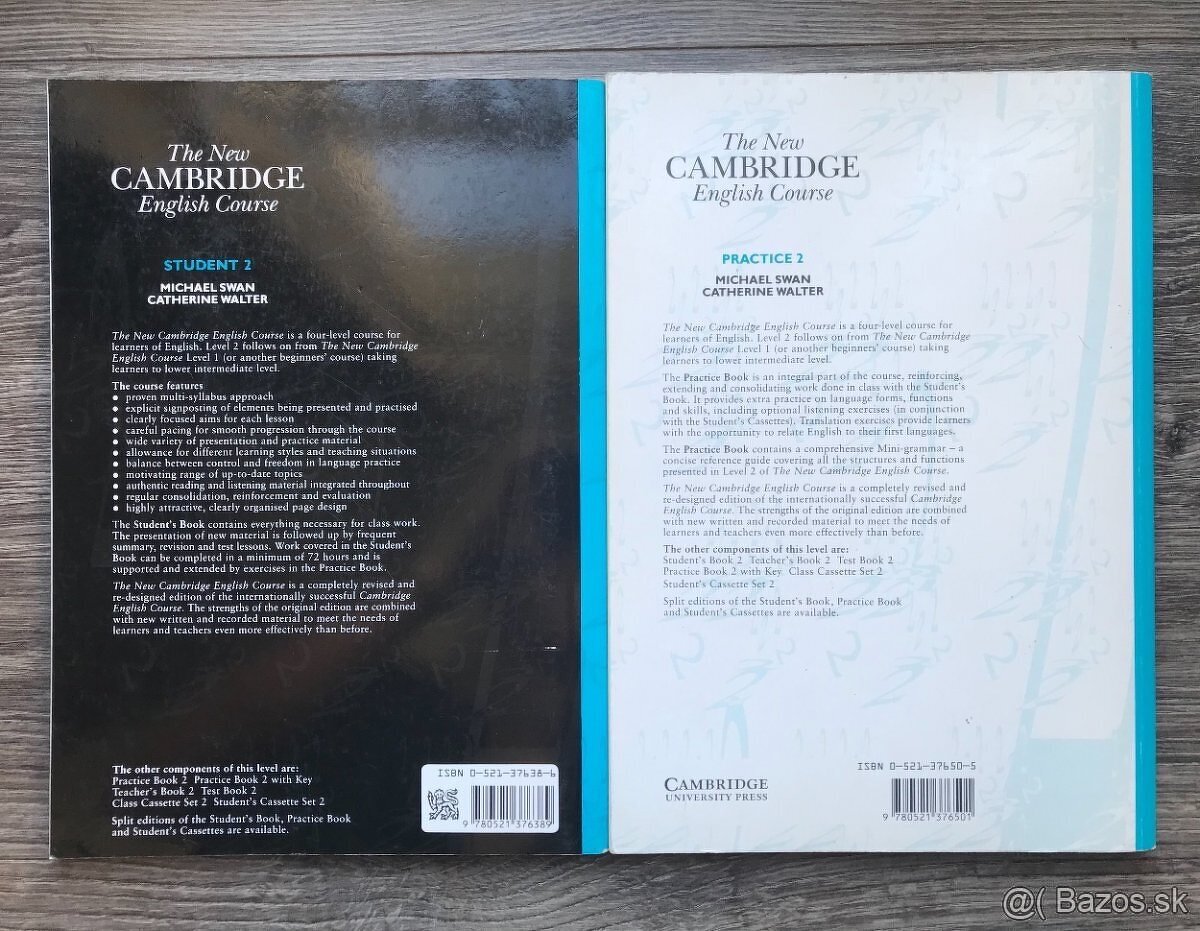 The New
CAMBRIDGE
English Course
STUDENT 2
MICHAEL SWAN
CATHERINE WALTER
The New Cambridge English Course is a four-level course for
learners of English. Level 2 follows on from The New Cambridge
English Course Level 1 (or another beginners' course) taking
learners to lower intermediate level.
The course features
• proven multi-syllabus approach
• explicit signposting of elements being presented and practised
• clearly focused aims for each lesson
• careful pacing for smooth progression through the course
• wide variety of presentation and practice material
• allowance for different learning styles and teaching situations
• balance between control and freedom in language practice
• motivating range of up-to-date topics
• authentic reading and listening material integrated throughout
• regular consolidation, reinforcement and evaluation
• highly attractive, clearly organised page design
The Student's Book contains everything necessary for class work.
The presentation of new material is followed up by frequent
summary, revision and test lessons. Work covered in the Student's
Book can be completed in a minimum of 72 hours and is
supported and extended by exercises in the Practice Book.
The New Cambridge English Course is a completely revised and
re-designed edition of the internationally successful Cambridge
English Course. The strengths of the original edition are combined
with new written and recorded material to meet the needs of
learners and teachers even more effectively than before.
The other components of this level are:
Practice Book 2 Practice Book 2 with Key
Teacher's Book 2 Test Book 2
Class Cassette Set 2 Student's Cassette Set 2
Split editions of the Student's Book, Practice Book
and Student's Cassettes are available.
ISBN 0-521-37638-6
9 780521 376389
The New
CAMBRIDGE
English Course
PRACTICE 2
MICHAEL SWAN
CATHERINE WALTER
The New Cambridge English Course is a four-level course for
learners of English. Level 2 follows on from The New Cambridge
English Course Level 1 (or another beginners' course) taking
learners to lower intermediate level.
The Practice Book is an integral part of the course, reinforcing,
extending and consolidating work done in class with the Student's
Book. It provides extra practice on language forms, functions
and skills, including optional listening exercises (in conjunction
with the Student's Cassettes). Translation exercises provide learners
with the opportunity to relate English to their first languages.
The Practice Book contains a comprehensive Mini-grammar – a
concise reference guide covering all the structures and functions
presented in Level 2 of The New Cambridge English Course.
The New Cambridge English Course is a completely revised and
re-designed edition of the internationally successful Cambridge
English Course. The strengths of the original edition are combined
with new written and recorded material to meet the needs of
learners and teachers even more effectively than before.
The other components of this level are:
Student's Book 2 Teacher's Book 2 Test Book 2
Practice Book 2 with Key Class Cassette Set 2
Student's Cassette Set 2
Split editions of the Student's Book, Practice Book
and Student's Cassettes are available.
CAMBRIDGE
UNIVERSITY PRESS
ISBN 0-521-37650-5
9 780521 376501
@( Bazos.sk